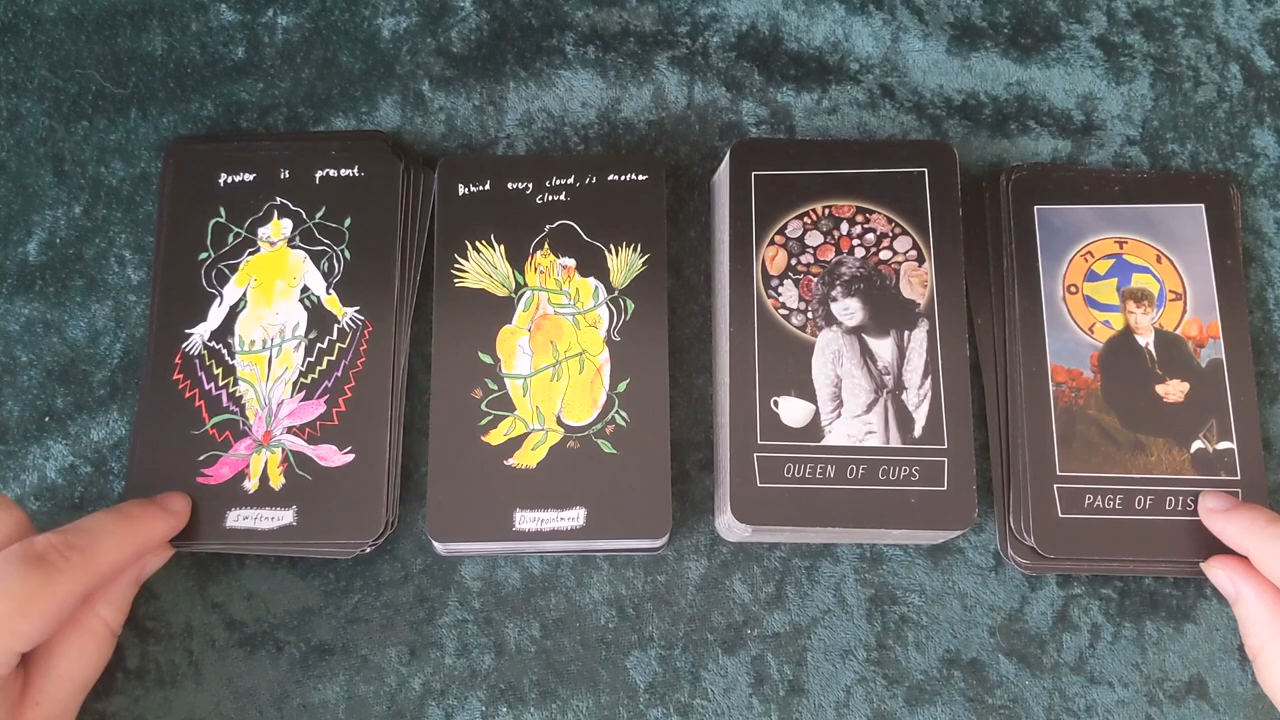 Power is present.
Swiftness
Behind every cloud, is another
cloud.
Disappointment
QUEEN OF CUPS
PAGE OF DIS